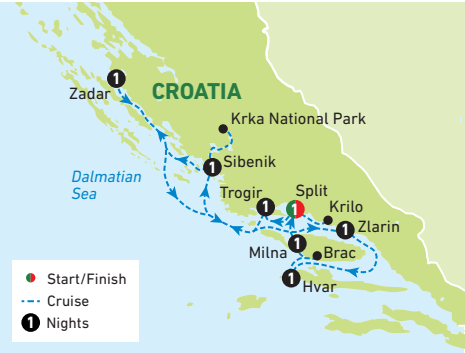 1
Zadar
CROATIA
Krka National Park
1
Sibenik
Dalmatian
Sea
Trogir
1
Split
1
Krilo
1
Zlarin
Milna
1
Brac
1
Hvar
Start/Finish
Cruise
1
Nights